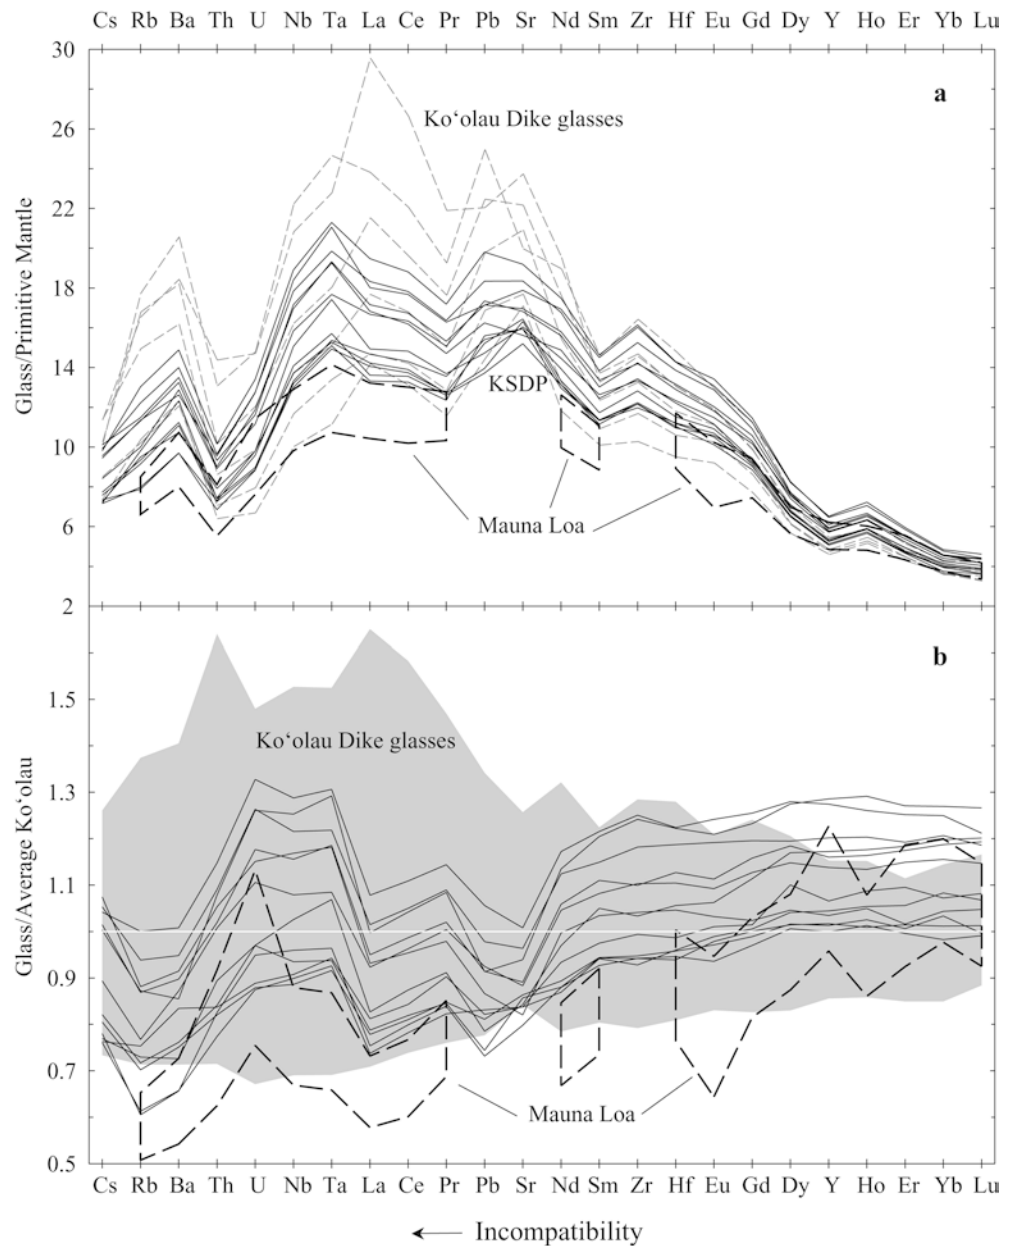 Cs Rb Ba Th U Nb Ta La Ce Pr Pb Sr Nd Sm Zr Hf Eu Gd Dy Y Ho Er Yb Lu
30
a
26
Ko‘olau Dike glasses
22
Glass/Primitive Mantle
18
14
KSDP
10
Mauna Loa
6
2
b
1.5
Ko‘olau Dike glasses
1.3
Glass/Average Ko‘olau
1.1
0.9
0.7
Mauna Loa
0.5
Cs Rb Ba Th U Nb Ta La Ce Pr Pb Sr Nd Sm Zr Hf Eu Gd Dy Y Ho Er Yb Lu
← Incompatibility